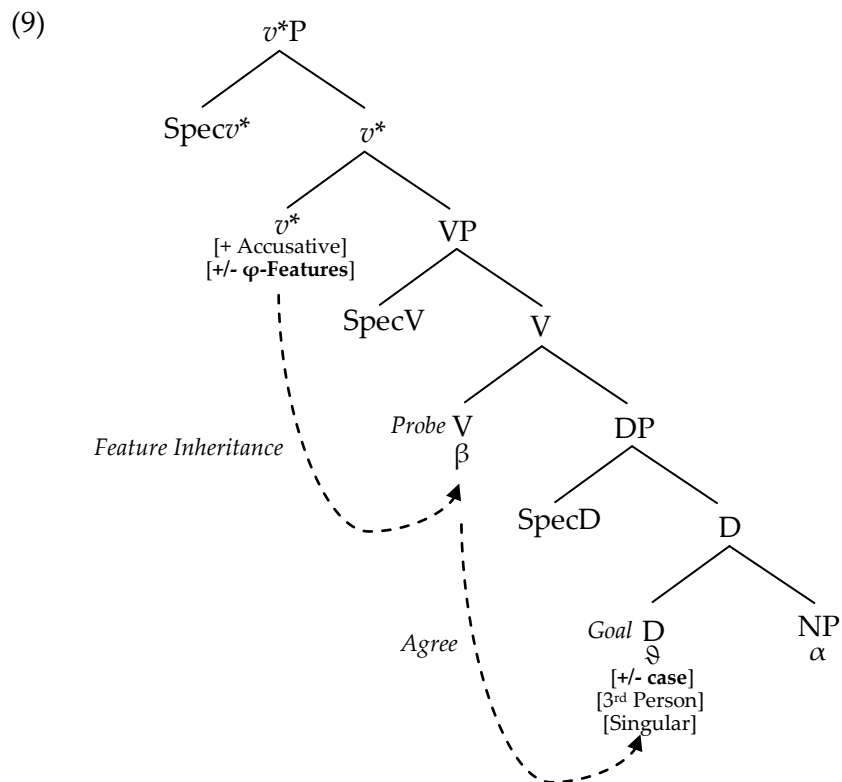 (9)
v*P
Specv*
v*
v*
[+ Accusative]
[+/- φ-Features]
VP
SpecV
V
Probe V
β
DP
Feature Inheritance
SpecD
D
Agree
Goal D
ϑ
[+/- case]
[3rd Person]
[Singular]
NP
α